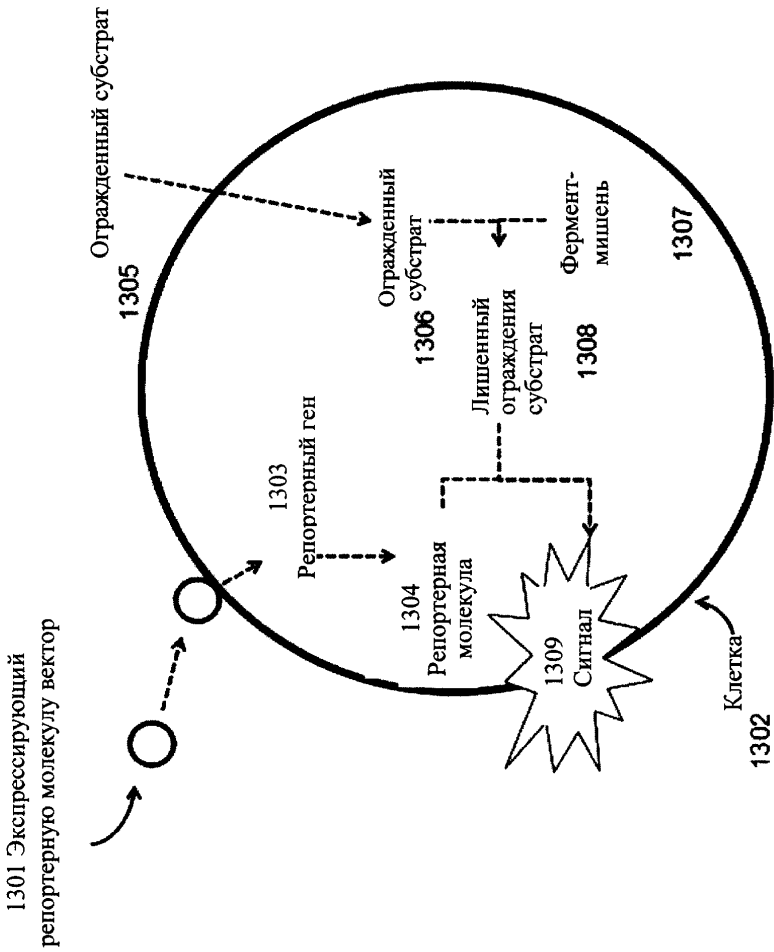 1301 Экспрессирующий
репортерную молекулу вектор
1303
Репортерный ген
1304
Репортерная
молекула
1309
Сигнал
Клетка
1302
1305
Огражденный субстрат
Огражденный
субстрат
1306
Лишенный
ограждения
субстрат
1308
Фермент-
мишень
1307